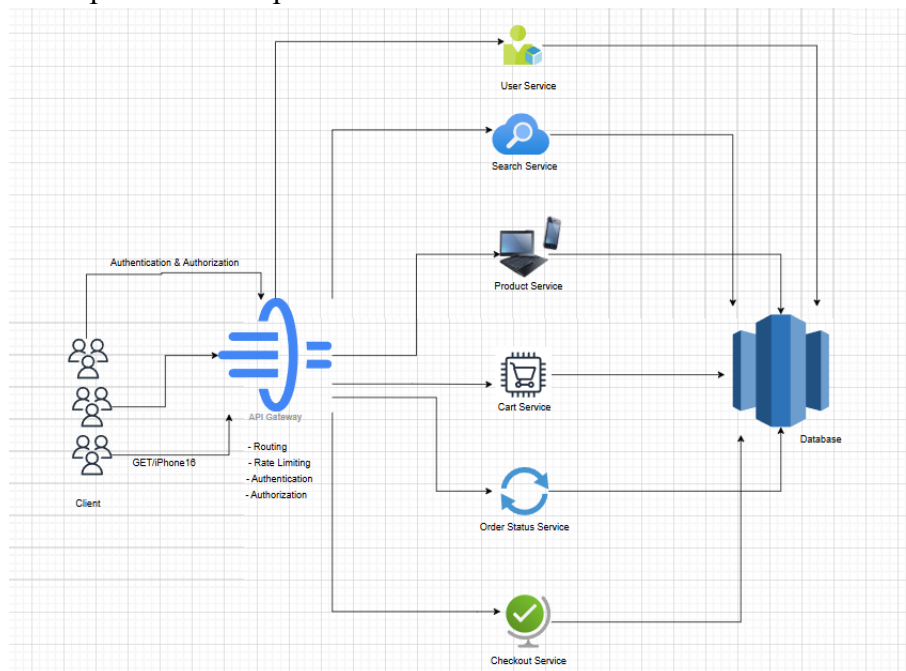 User Service
Search Service
Authentication & Authorization
Product Service
API Gateway
Cart Service
Database
GET/iPhone16
- Routing
- Rate Limiting
- Authentication
- Authorization
Client
Order Status Service
Checkout Service